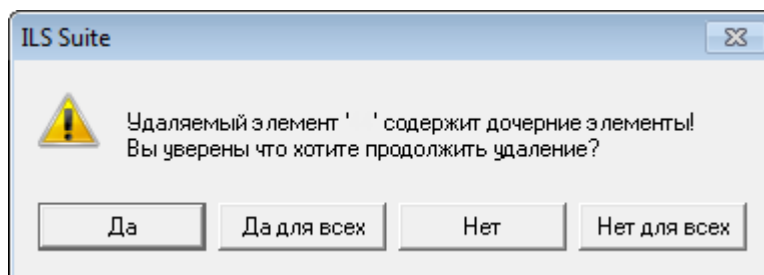 ILS Suite
Удаляемый элемент ' ' содержит дочерние элементы!
Вы уверены что хотите продолжить удаление?
Да Да для всех Нет Нет для всех